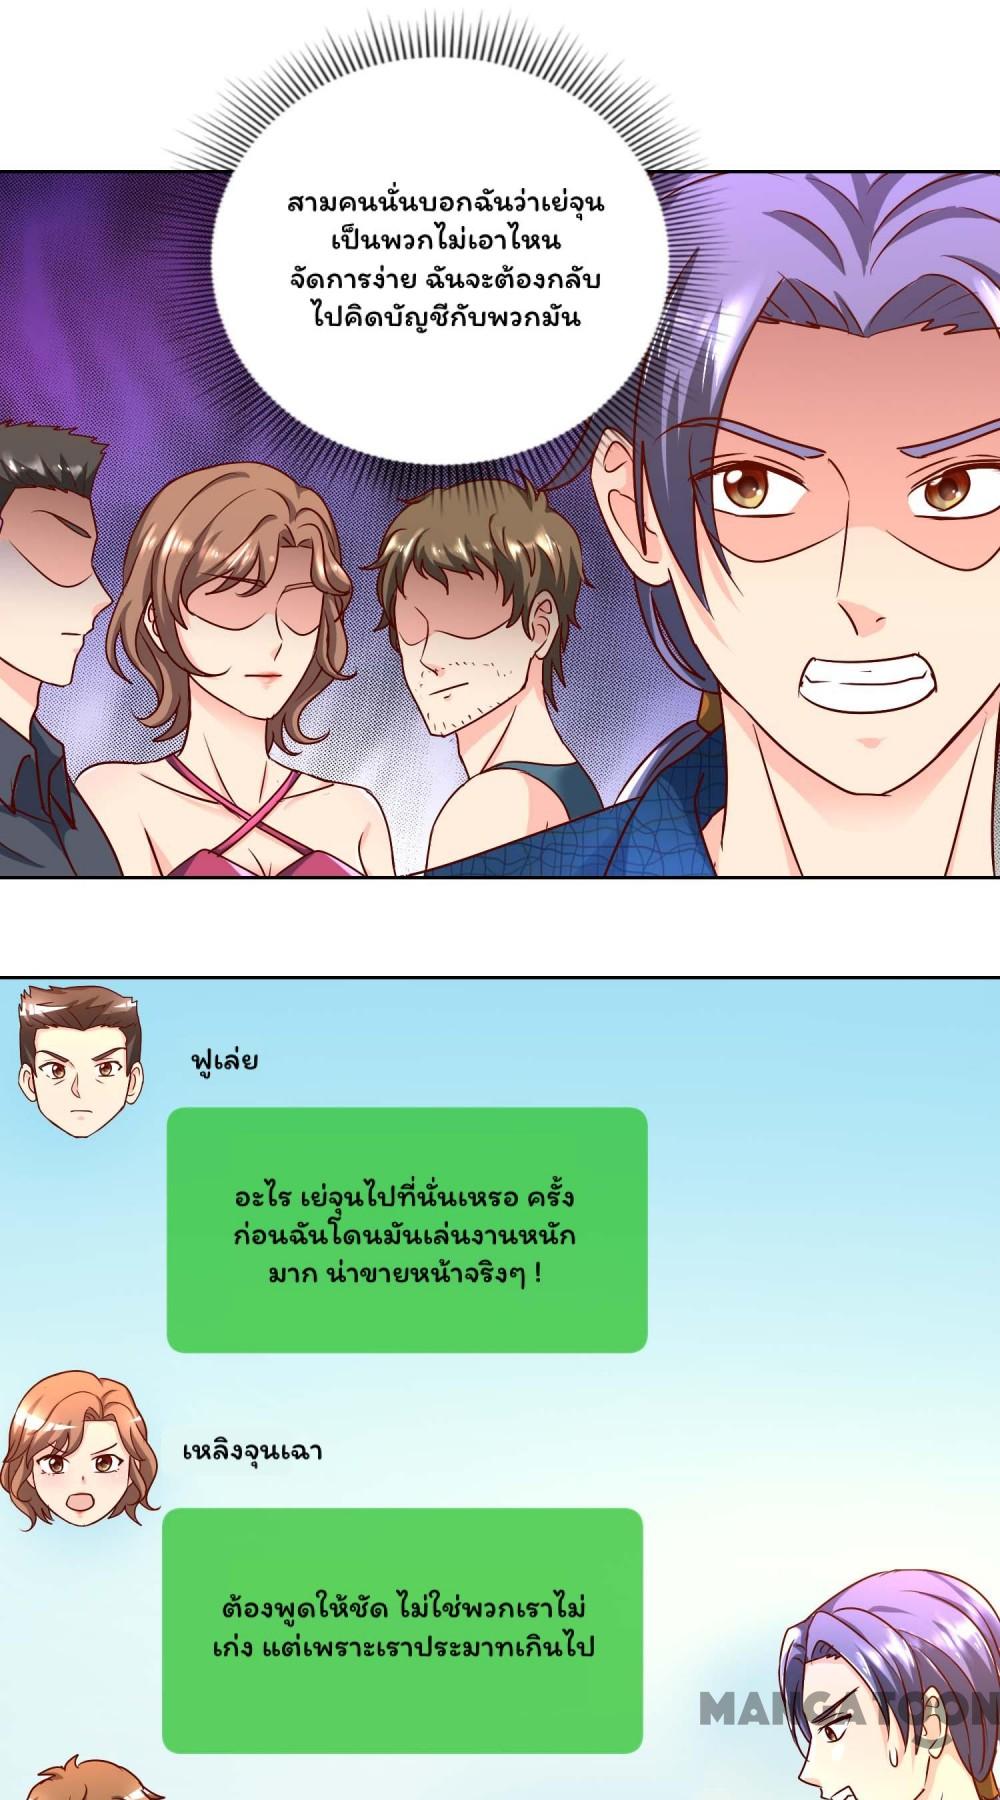 สามคนนั่นบอกฉันว่าเย่จุน
เป็นพวกไม่เอาไหน
จัดการง่าย ฉันจะต้องกลับ
ไปคิดบัญชีกับพวกมัน
ฟูเล่ย
อะไร เย่จุนไปที่นั่นเหรอ ครั้ง
ก่อนฉันโดนมันเล่นงานหนัก
มาก น่าขายหน้าจริงๆ !
เหลิงจุนเฉา
ต้องพูดให้ชัด ไม่ใช่พวกเราไม่
เก่ง แต่เพราะเราประมาทเกินไป
MANGATOON